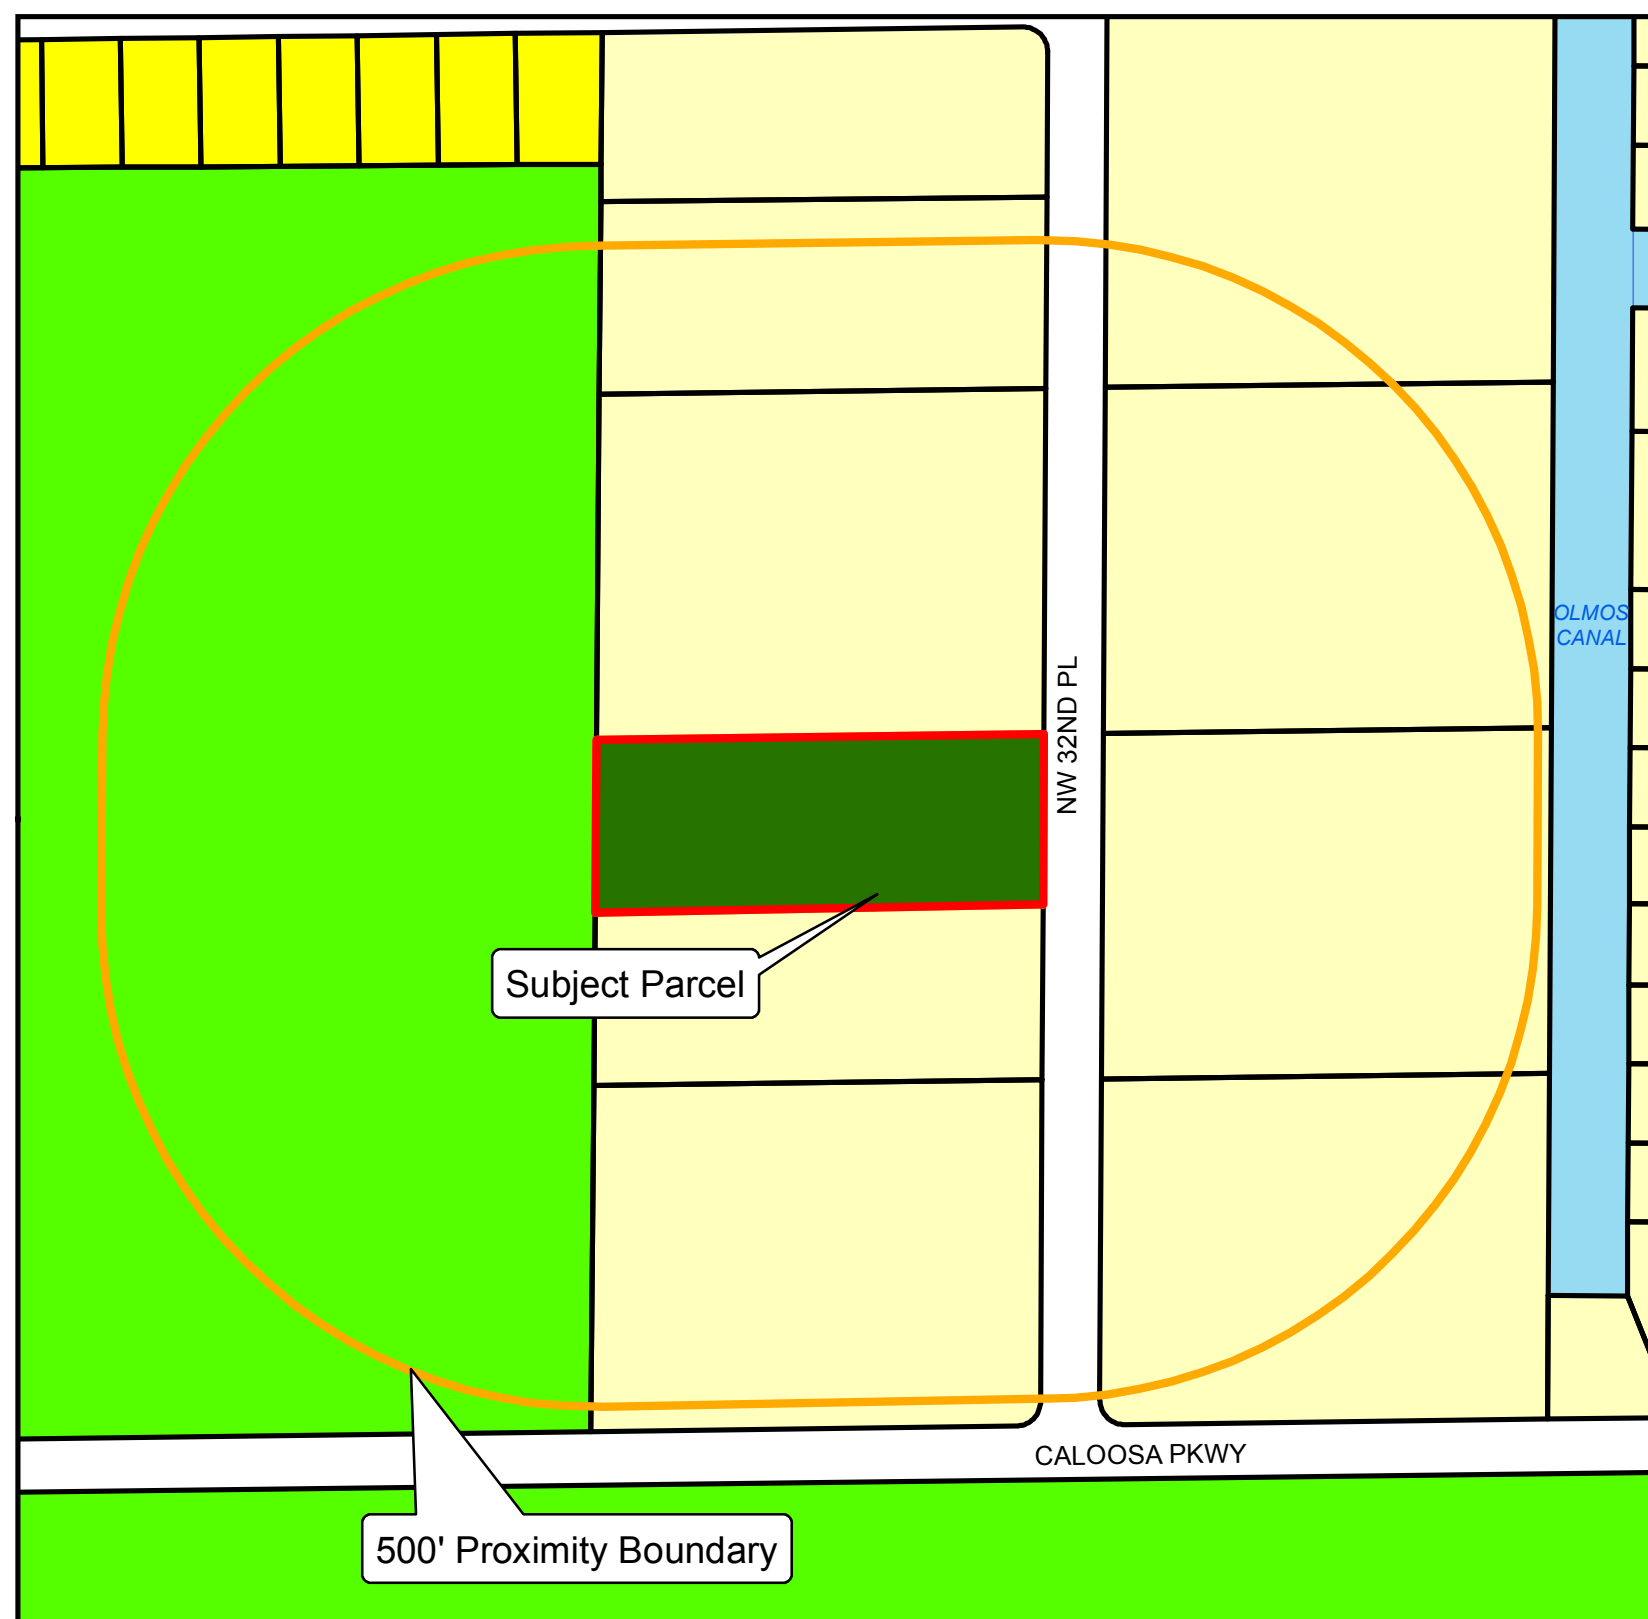 OLMOS
CANAL
NW 32ND PL
Subject Parcel
CALOOSA PKWY
500' Proximity Boundary